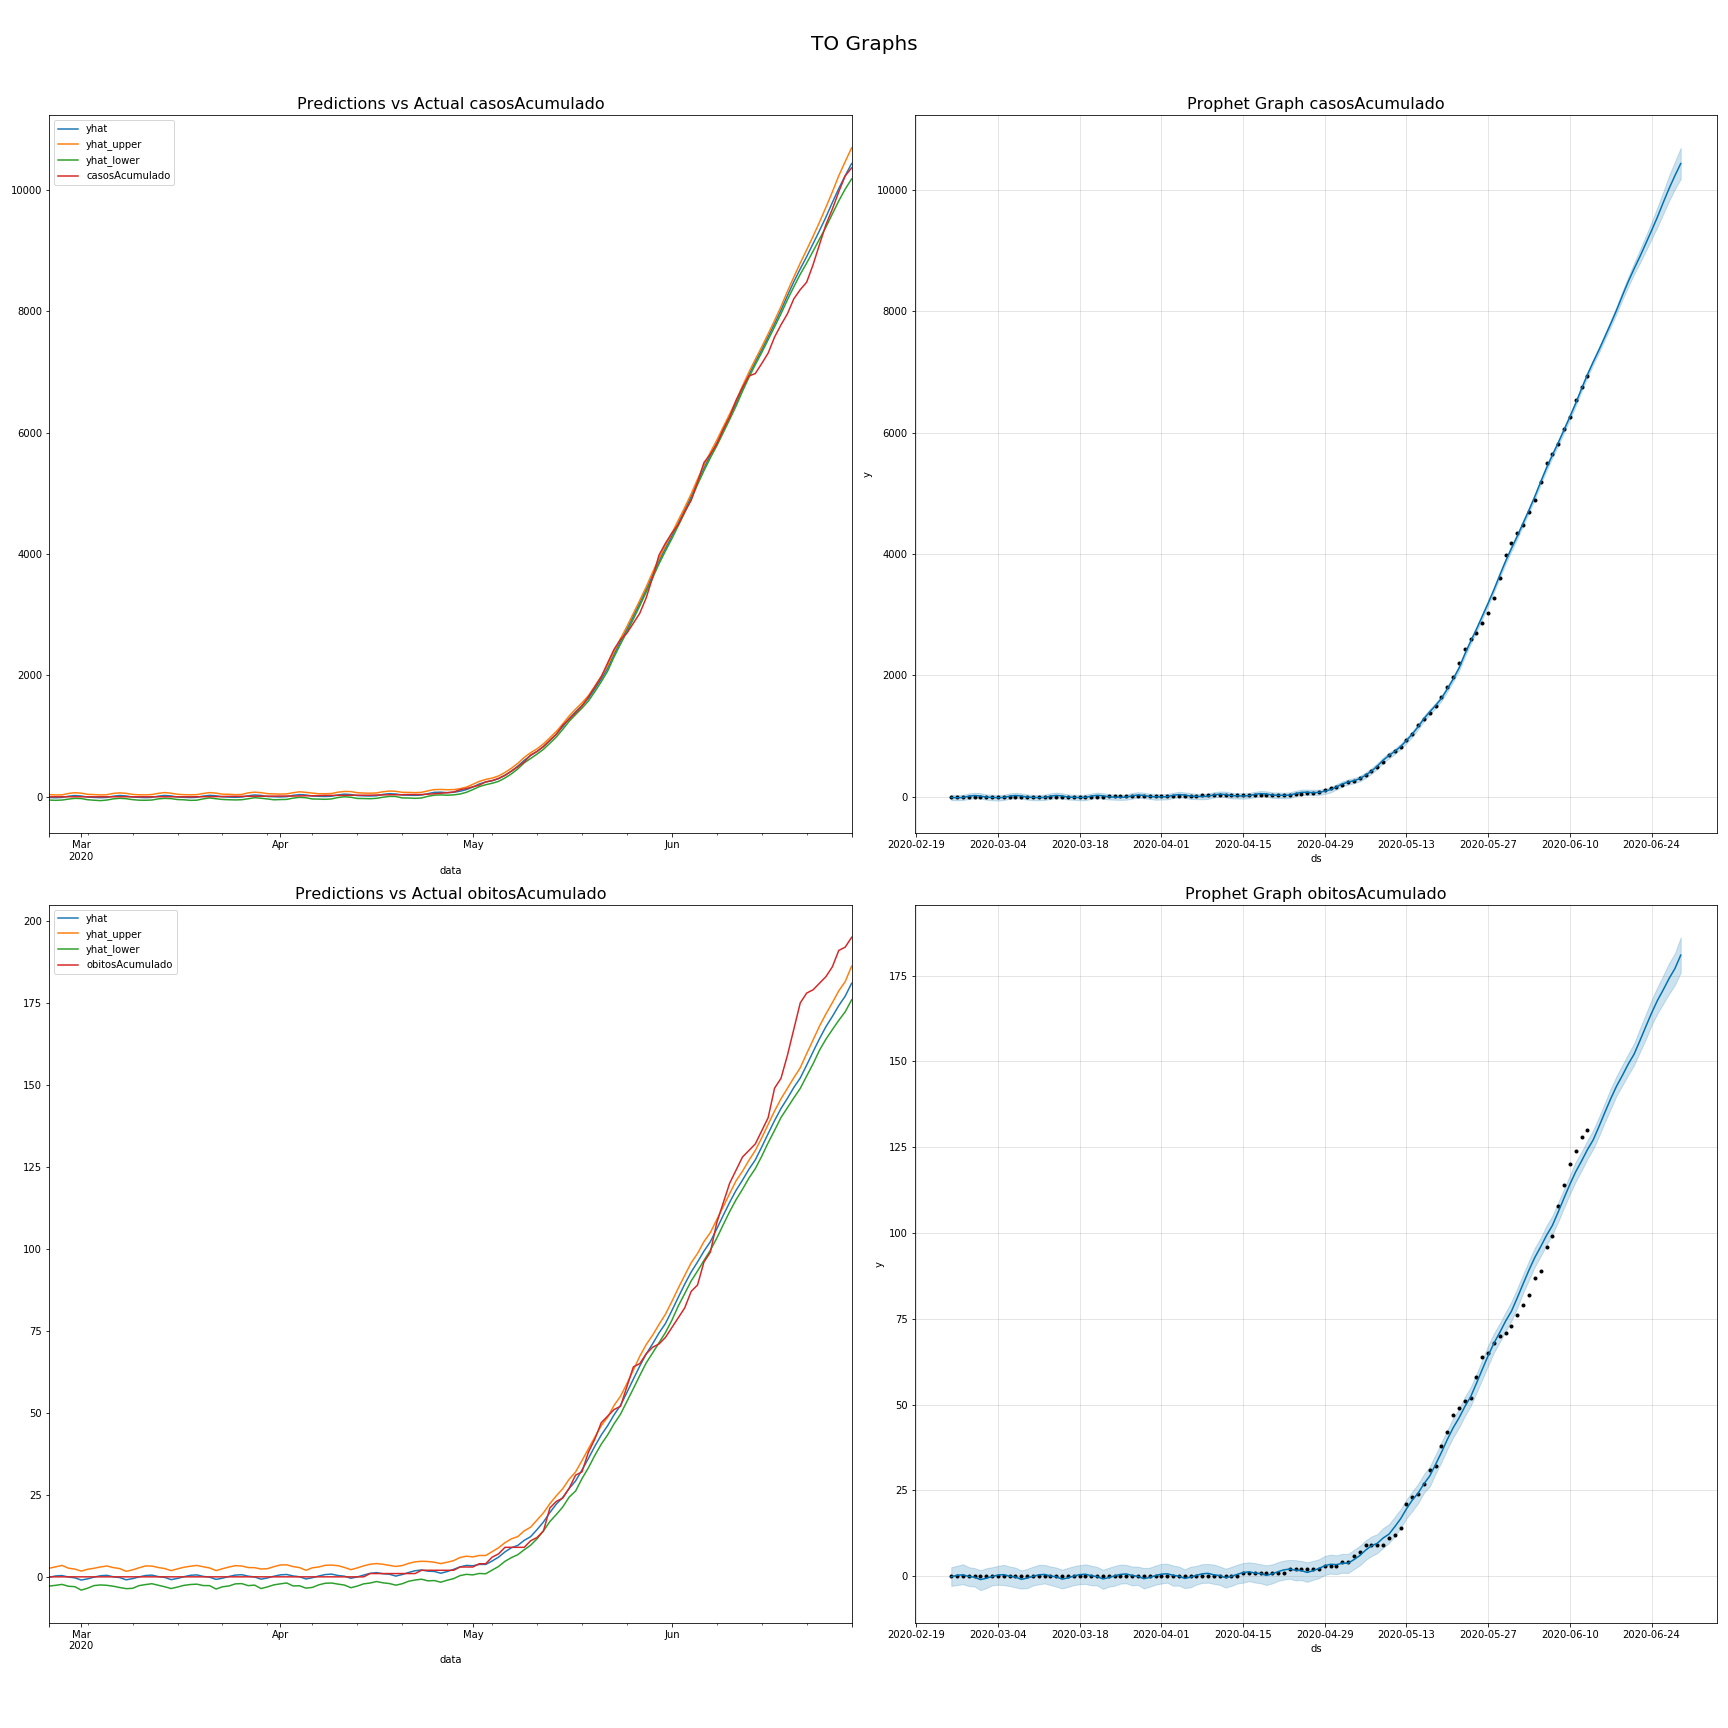 TO Graphs
Predictions vs Actual casosAcumulado
yhat
yhat_upper
yhat_lower
casosAcumulado
10000
8000
6000
4000
2000
0
Mar
2020
Apr
May
Jun
data
Prophet Graph casosAcumulado
y
10000
8000
6000
4000
2000
0
2020-02-19
2020-03-04
2020-03-18
2020-04-01
2020-04-15
2020-04-29
2020-05-13
2020-05-27
2020-06-10
2020-06-24
ds
Predictions vs Actual obitosAcumulado
yhat
yhat_upper
yhat_lower
obitosAcumulado
200
175
150
125
100
75
50
25
0
Mar
2020
Apr
May
Jun
data
Prophet Graph obitosAcumulado
y
175
150
125
100
75
50
25
0
2020-02-19
2020-03-04
2020-03-18
2020-04-01
2020-04-15
2020-04-29
2020-05-13
2020-05-27
2020-06-10
2020-06-24
ds